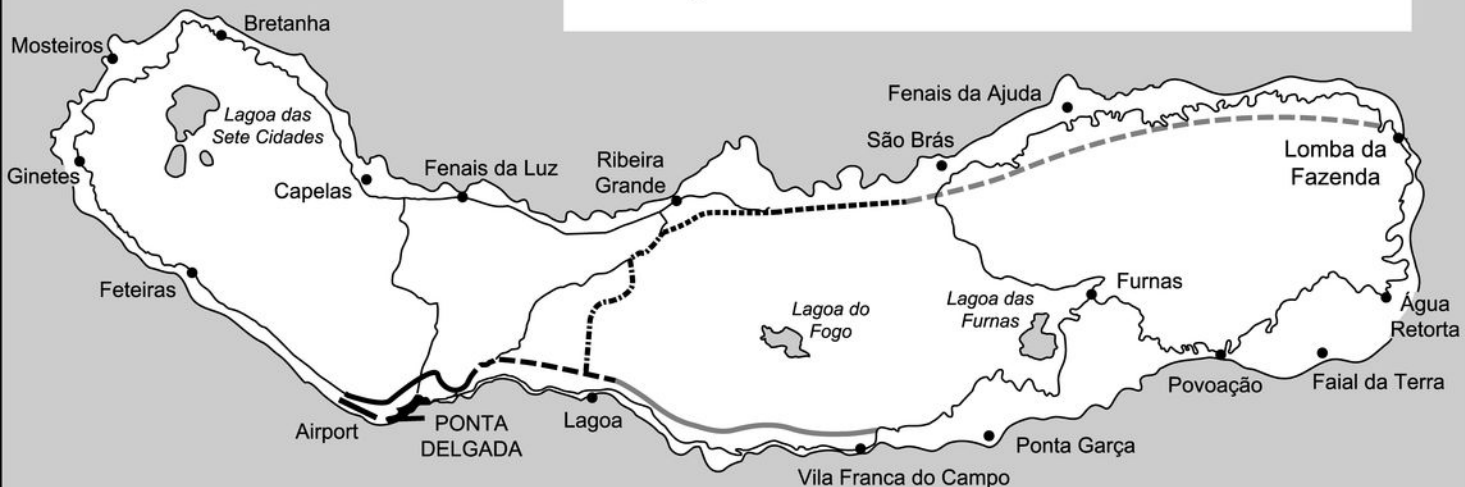 Bretanha
Mosteiros
Lagoa das
Sete Cidades
Ginetes
Capelas
Fenais da Luz
Ribeira
Grande
Fenais da Ajuda
São Brás
Lomba da
Fazenda
Feteiras
Lagoa do
Fogo
Lagoa das
Furnas
Furnas
Água
Retorta
Povoação
Faial da Terra
Airport
PONTA
DELGADA
Lagoa
Ponta Garça
Vila Franca do Campo